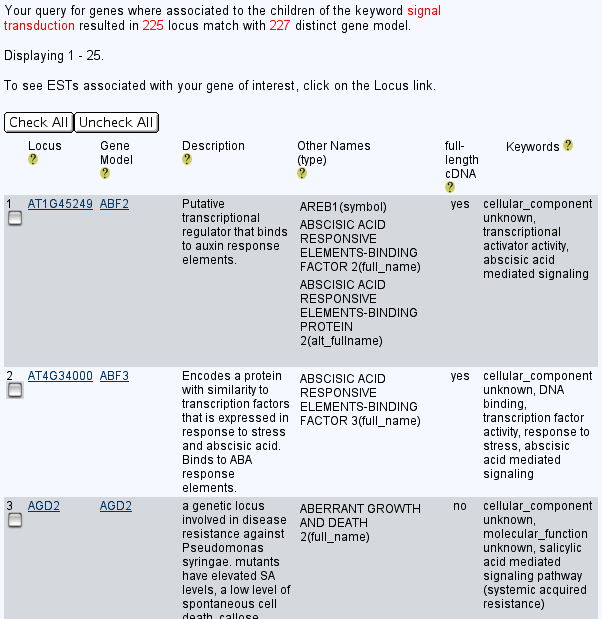 Your query for genes where associated to the children of the keyword signal
transduction resulted in 225 locus match with 227 distinct gene model.
Displaying 1 - 25.
To see ESTs associated with your gene of interest, click on the Locus link.
Check All Uncheck All
Locus
?
Gene
Model
?
Description
?
Other Names
(type)
?
full-
length
cDNA
?
Keywords ?
1
AT1G45249
ABF2
Putative
transcriptional
regulator that binds
to auxin response
elements.
AREB1(symbol)
ABSCISIC ACID
RESPONSIVE
ELEMENTS-BINDING
FACTOR 2(full_name)
ABSCISIC ACID
RESPONSIVE
ELEMENTS-BINDING
PROTEIN
2(alt_fullname)
yes
cellular_component
unknown,
transcriptional
activator activity,
abscisic acid
mediated signaling
2
AT4G34000
ABF3
Encodes a protein
with similarity to
transcription factors
that is expressed in
response to stress
and abscisic acid.
Binds to ABA
response
elements.
ABSCISIC ACID
RESPONSIVE
ELEMENTS-BINDING
FACTOR 3(full_name)
yes
cellular_component
unknown, DNA
binding,
transcription factor
activity, response to
stress, abscisic
acid mediated
signaling
3
AGD2
AGD2
a genetic locus
involved in disease
resistance against
Pseudomonas
syringae. mutants
have elevated SA
levels, a low level of
spontaneous cell
death, callose
ABERRANT GROWTH
AND DEATH
2(full_name)
no
cellular_component
unknown,
molecular_function
unknown, salicylic
acid mediated
signaling pathway
(systemic acquired
resistance)